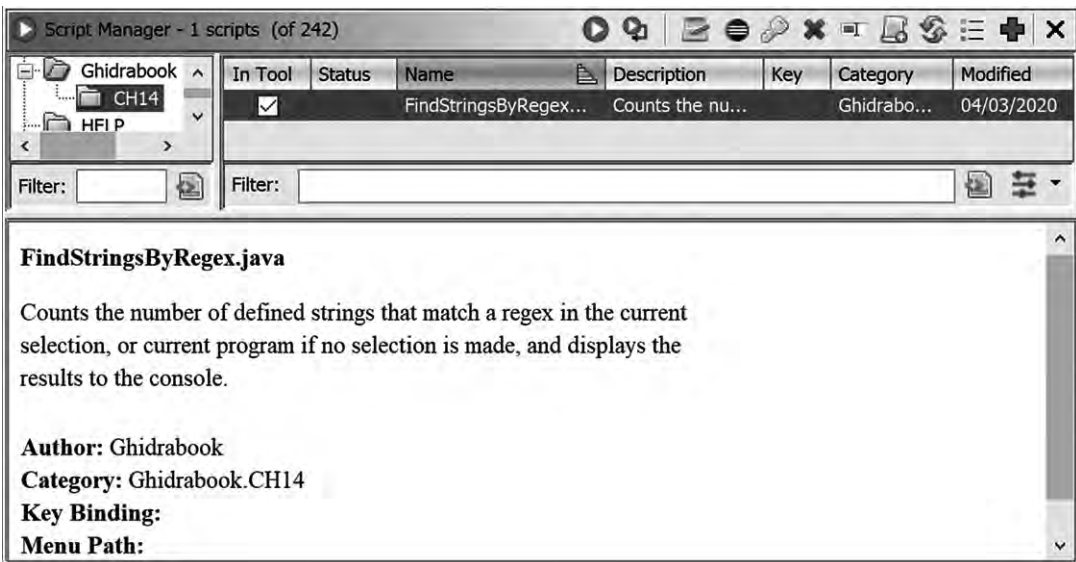 Script Manager - 1 scripts (of 242)
Ghidrabook
CH14
HELP
Filter:
In Tool Status Name Description Key Category Modified
FindStringsByRegex... Counts the nu... Ghidrabo... 04/03/2020
Filter:
FindStringsByRegex.java
Counts the number of defined strings that match a regex in the current
selection, or current program if no selection is made, and displays the
results to the console.
Author: Ghidrabook
Category: Ghidrabook.CH14
Key Binding:
Menu Path: